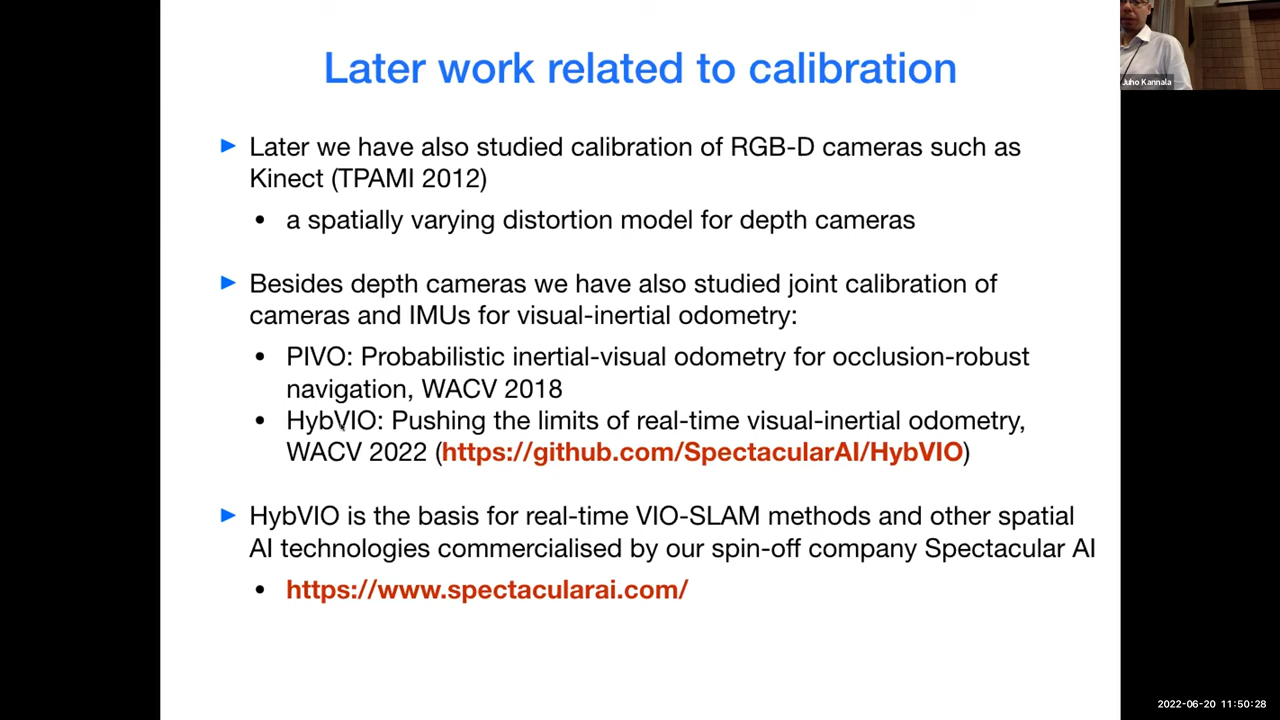 Later work related to calibration
Juho Kannala
Later we have also studied calibration of RGB-D cameras such as
Kinect (TPAMI 2012)
• a spatially varying distortion model for depth cameras
Besides depth cameras we have also studied joint calibration of
cameras and IMUs for visual-inertial odometry:
• PIVO: Probabilistic inertial-visual odometry for occlusion-robust
navigation, WACV 2018
• HybVIO: Pushing the limits of real-time visual-inertial odometry,
WACV 2022 (https://github.com/SpectacularAI/HybVIO)
HybVIO is the basis for real-time VIO-SLAM methods and other spatial
AI technologies commercialised by our spin-off company Spectacular AI
• https://www.spectacularai.com/
2022-06-20 11:50:28